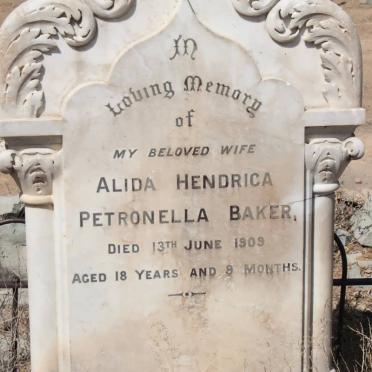 In
Loving Memory
of
MY BELOVED WIFE
ALIDA HENDRICA
PETRONELLA BAKER,
DIED 13TH JUNE 1909
AGED 18 YEARS AND 9 MONTHS.